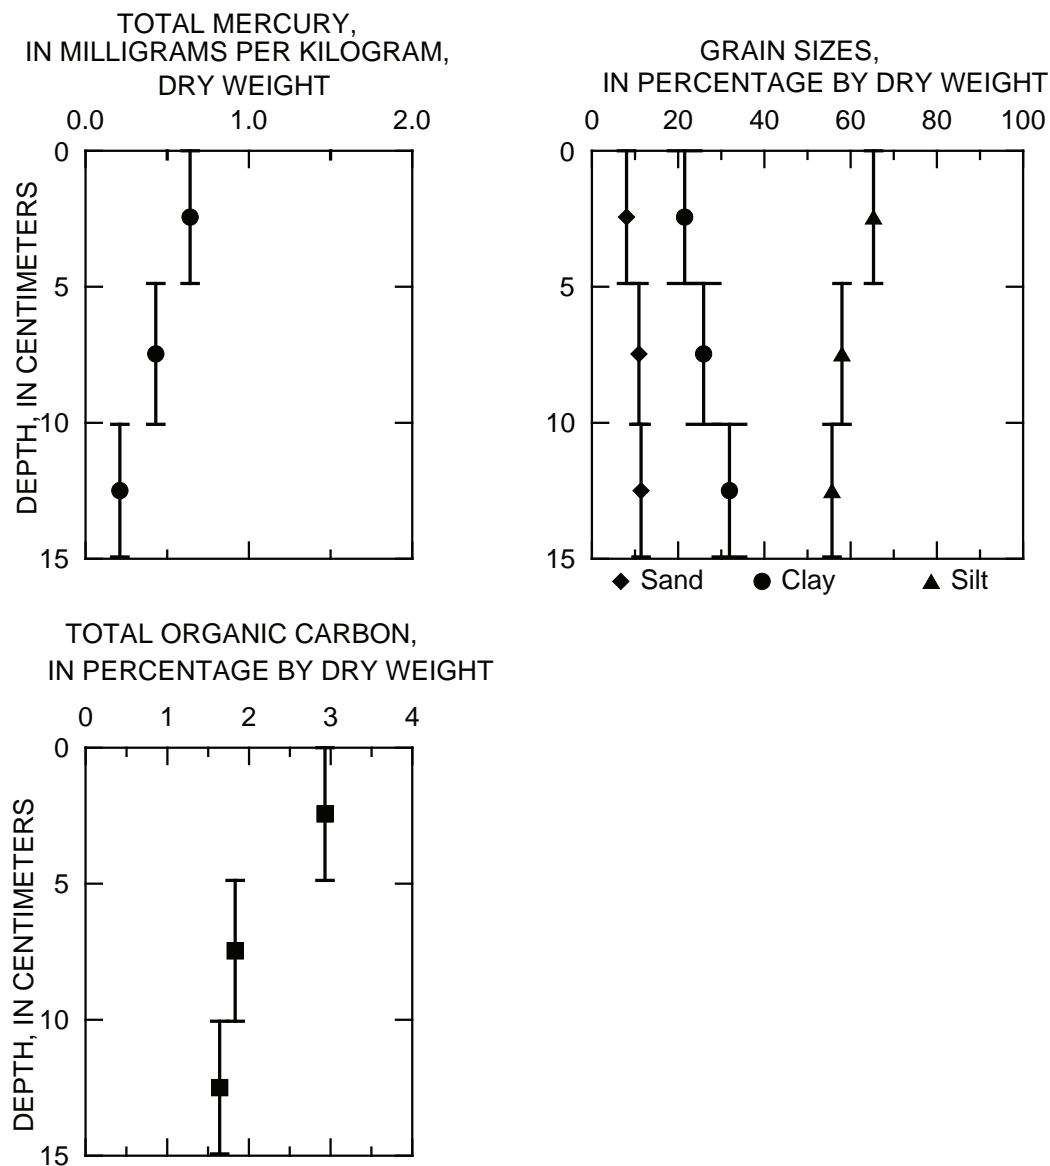 TOTAL MERCURY,
IN MILLIGRAMS PER KILOGRAM,
DRY WEIGHT
0.0 1.0 2.0
0
5
10
15
DEPTH, IN CENTIMETERS
GRAIN SIZES,
IN PERCENTAGE BY DRY WEIGHT
0 20 40 60 80 100
0
5
10
15
Sand Clay Silt
TOTAL ORGANIC CARBON,
IN PERCENTAGE BY DRY WEIGHT
0 1 2 3 4
0
5
10
15
DEPTH, IN CENTIMETERS